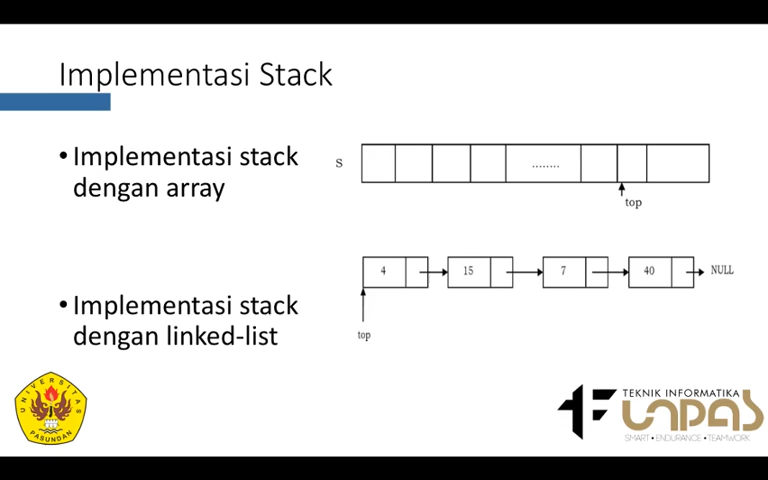 Implementasi Stack
• Implementasi stack
dengan array
S
........
top
• Implementasi stack
dengan linked-list
4
15
7
40
NULL
top
UNIVERSITAS
PASUNDAN
TEKNIK INFORMATIKA
UNPAS
SMART • ENDURANCE • TEAMWORK